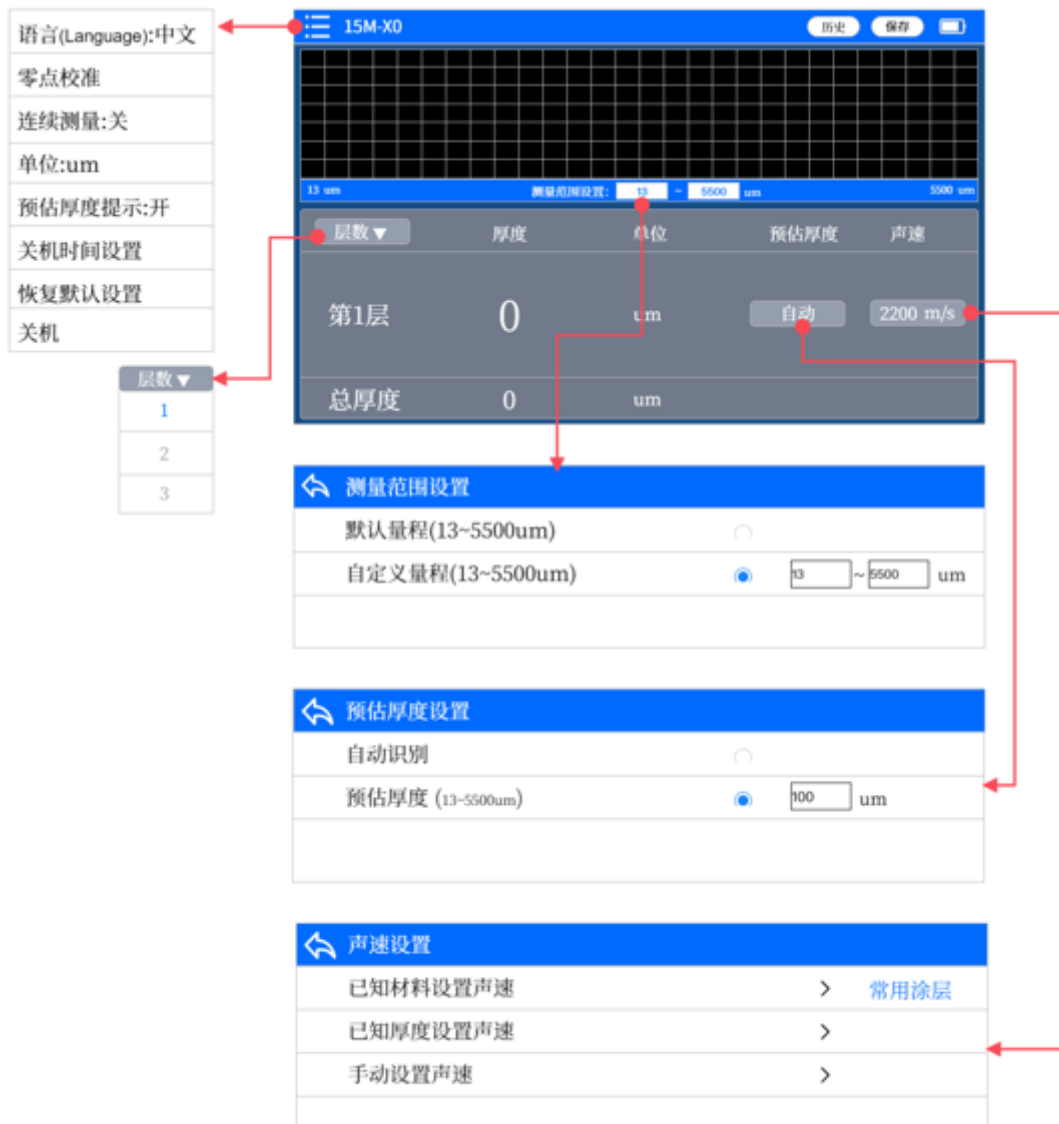 语言(Language):中文
零点校准
连续测量:关
单位:um
预估厚度提示:开
关机时间设置
恢复默认设置
关机
层数▼
1
2
3
15M-X0 历史 保存
13 um 测量范围设置: 13 ~ 5500 um 5500 um
层数▼ 厚度 单位 预估厚度 声速
第1层 0 um 自动 2200 m/s
总厚度 0 um
测量范围设置
默认量程(13~5500um)
自定义量程(13~5500um) 13 ~ 5500 um
预估厚度设置
自动识别
预估厚度 (13~5500um) 100 um
声速设置
已知材料设置声速 > 常用涂层
已知厚度设置声速 >
手动设置声速 >